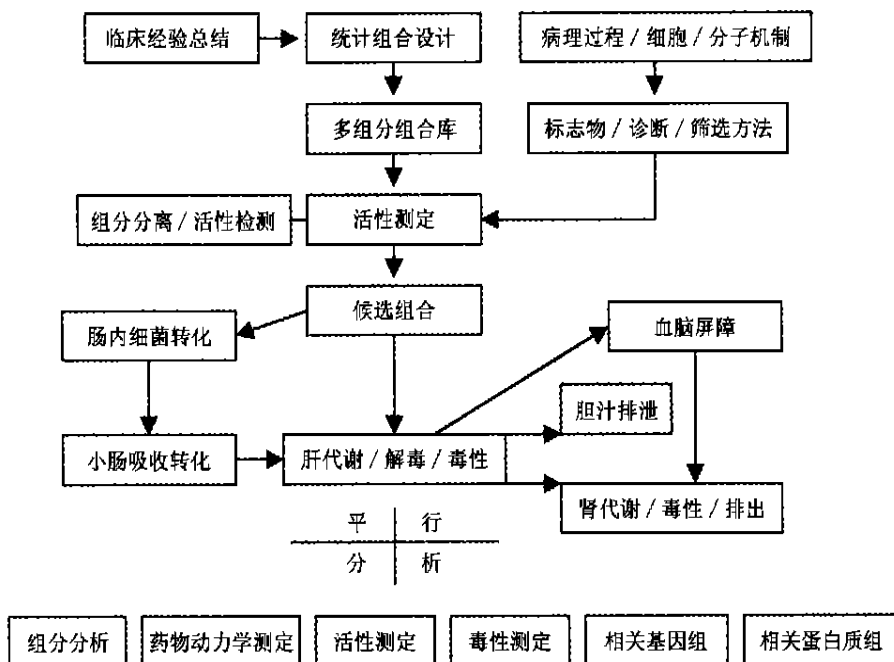 临床经验总结
统计组合设计
病理过程/细胞/分子机制
多组分组合库
标志物/诊断/筛选方法
组分分离/活性检测
活性测定
候选组合
血脑屏障
肠内细菌转化
胆汁排泄
小肠吸收转化
肝代谢/解毒/毒性
肾代谢/毒性/排出
平 行
分 析
组分分析
药物动力学测定
活性测定
毒性测定
相关基因组
相关蛋白质组